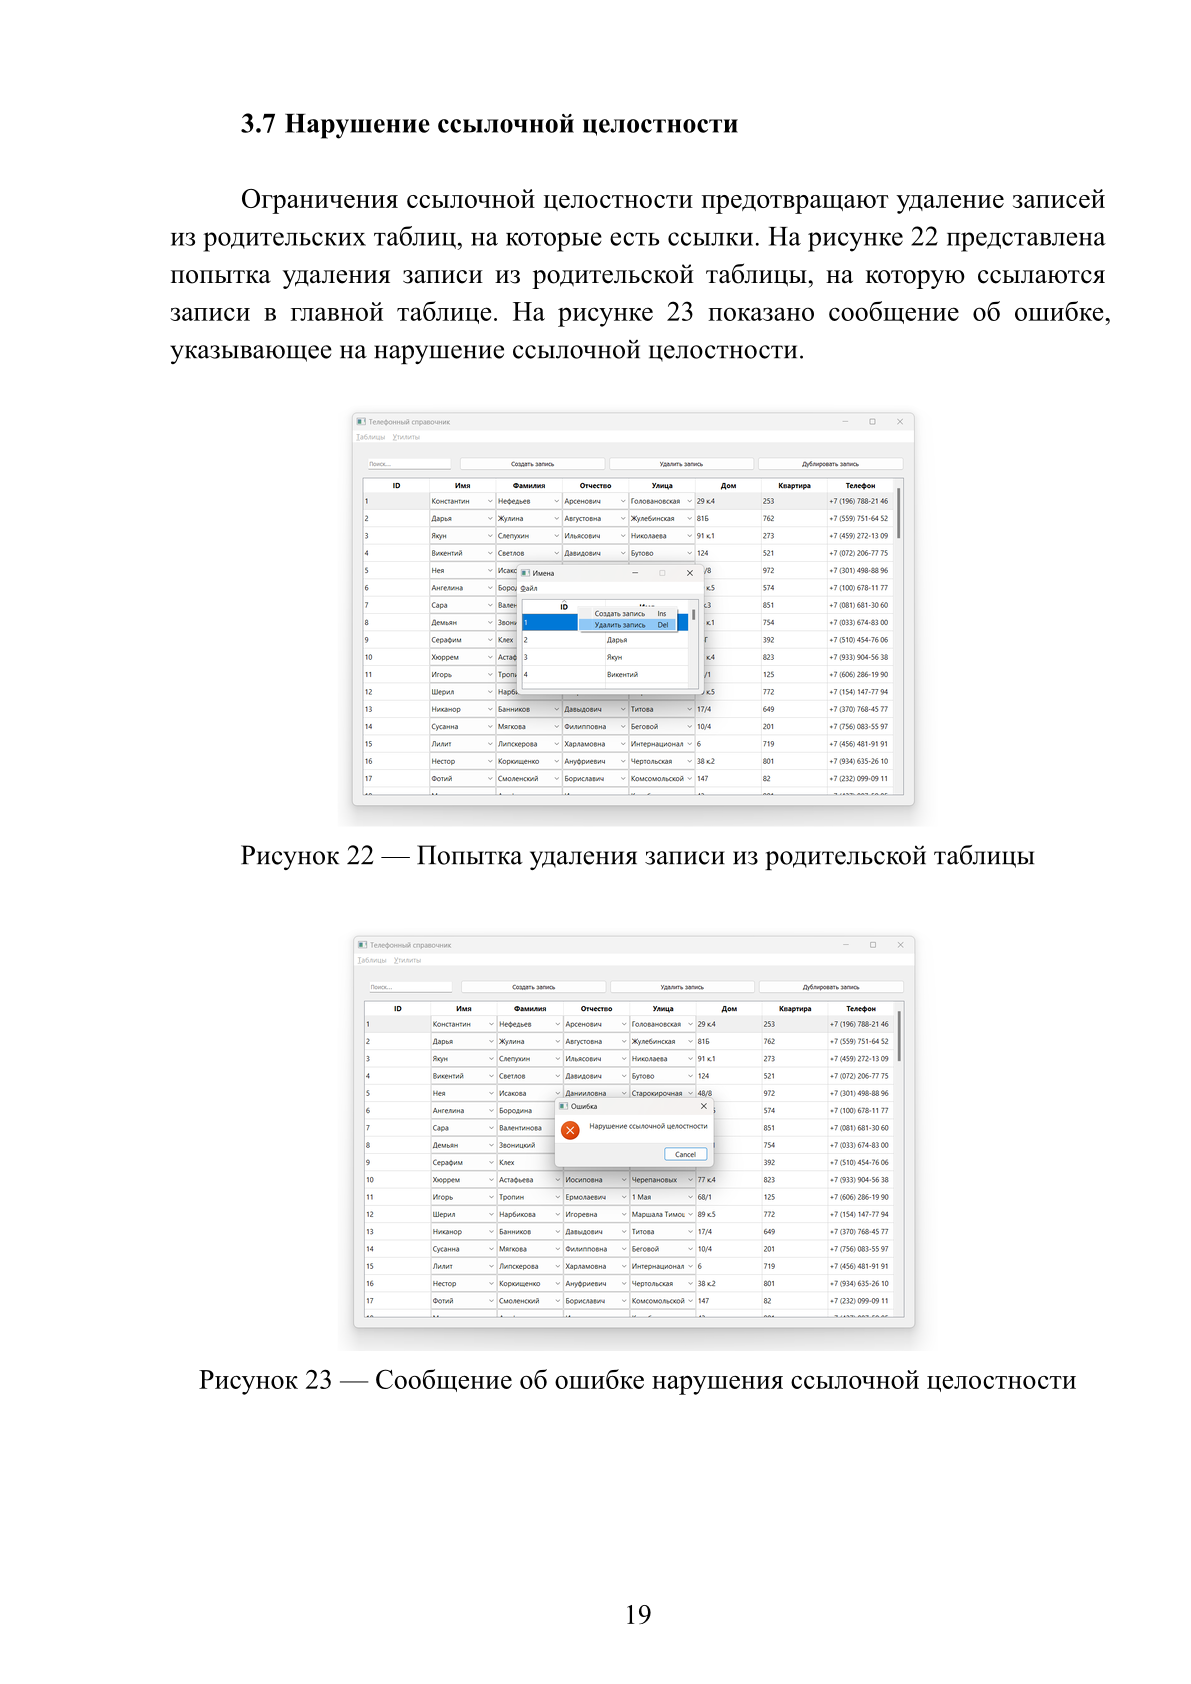 3.7 Нарушение ссылочной целостности
Ограничения ссылочной целостности предотвращают удаление записей
из родительских таблиц, на которые есть ссылки. На рисунке 22 представлена
попытка удаления записи из родительской таблицы, на которую ссылаются
записи в главной таблице. На рисунке 23 показано сообщение об ошибке,
указывающее на нарушение ссылочной целостности.
Телефонный справочник
Таблицы Утилиты
Поиск... Создать запись Удалить запись Дублировать запись
ID Имя Фамилия Отчество Улица Дом Квартира Телефон
1 Константин Нефедьев Арсенович Головановская 29 к.4 253 +7 (196) 788-21 46
2 Дарья Жулина Августовна Жулебинская 81Б 762 +7 (559) 751-64 52
3 Якун Слепухин Ильясович Николаева 91 к.1 273 +7 (459) 272-13 09
4 Викентий Светлов Давидович Бутово 124 521 +7 (072) 206-77 75
5 Нея Исако /8 972 +7 (301) 498-88 96
6 Ангелина Бород к.5 574 +7 (100) 678-11 77
7 Сара Вален к.3 851 +7 (081) 681-30 60
8 Демьян Звони к.1 754 +7 (033) 674-83 00
9 Серафим Клех 392 +7 (510) 454-76 06
10 Хюррем Астаф к.4 823 +7 (933) 904-56 38
11 Игорь Тропи /1 125 +7 (606) 286-19 90
12 Шерил Нарби к.5 772 +7 (154) 147-77 94
13 Никанор Банников Давыдович Титова 17/4 649 +7 (370) 768-45 77
14 Сусанна Мягкова Филипповна Беговой 10/4 201 +7 (756) 083-55 97
15 Лилит Липскерова Харламовна Интернационал 6 719 +7 (456) 481-91 91
16 Нестор Коркищенко Ануфриевич Чертольская 38 к.2 801 +7 (934) 635-26 10
17 Фотий Смоленский Бориславич Комсомольской 147 82 +7 (232) 099-09 11
Имена
Файл
ID
Создать запись Ins
1 Удалить запись Del
2 Дарья
3 Якун
4 Викентий
Рисунок 22 — Попытка удаления записи из родительской таблицы
Телефонный справочник
Таблицы Утилиты
Поиск... Создать запись Удалить запись Дублировать запись
ID Имя Фамилия Отчество Улица Дом Квартира Телефон
1 Константин Нефедьев Арсенович Головановская 29 к.4 253 +7 (196) 788-21 46
2 Дарья Жулина Августовна Жулебинская 81Б 762 +7 (559) 751-64 52
3 Якун Слепухин Ильясович Николаева 91 к.1 273 +7 (459) 272-13 09
4 Викентий Светлов Давидович Бутово 124 521 +7 (072) 206-77 75
5 Нея Исакова Данииловна Старокирочная 48/8 972 +7 (301) 498-88 96
6 Ангелина Бородина 574 +7 (100) 678-11 77
7 Сара Валентинова 851 +7 (081) 681-30 60
8 Демьян Звоницкий 754 +7 (033) 674-83 00
9 Серафим Клех 392 +7 (510) 454-76 06
10 Хюррем Астафьева Иосиповна Черепановых 77 к.4 823 +7 (933) 904-56 38
11 Игорь Тропин Ермолаевич 1 Мая 68/1 125 +7 (606) 286-19 90
12 Шерил Нарбикова Игоревна Маршала Тимоц 89 к.5 772 +7 (154) 147-77 94
13 Никанор Банников Давыдович Титова 17/4 649 +7 (370) 768-45 77
14 Сусанна Мягкова Филипповна Беговой 10/4 201 +7 (756) 083-55 97
15 Лилит Липскерова Харламовна Интернационал 6 719 +7 (456) 481-91 91
16 Нестор Коркищенко Ануфриевич Чертольская 38 к.2 801 +7 (934) 635-26 10
17 Фотий Смоленский Бориславич Комсомольской 147 82 +7 (232) 099-09 11
Ошибка
Нарушение ссылочной целостности
Cancel
Рисунок 23 — Сообщение об ошибке нарушения ссылочной целостности
19